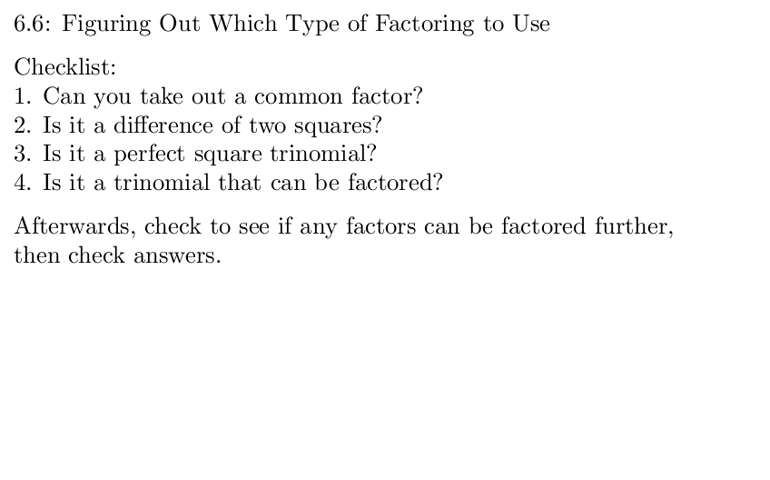 6.6: Figuring Out Which Type of Factoring to Use
Checklist:
1. Can you take out a common factor?
2. Is it a difference of two squares?
3. Is it a perfect square trinomial?
4. Is it a trinomial that can be factored?
Afterwards, check to see if any factors can be factored further,
then check answers.